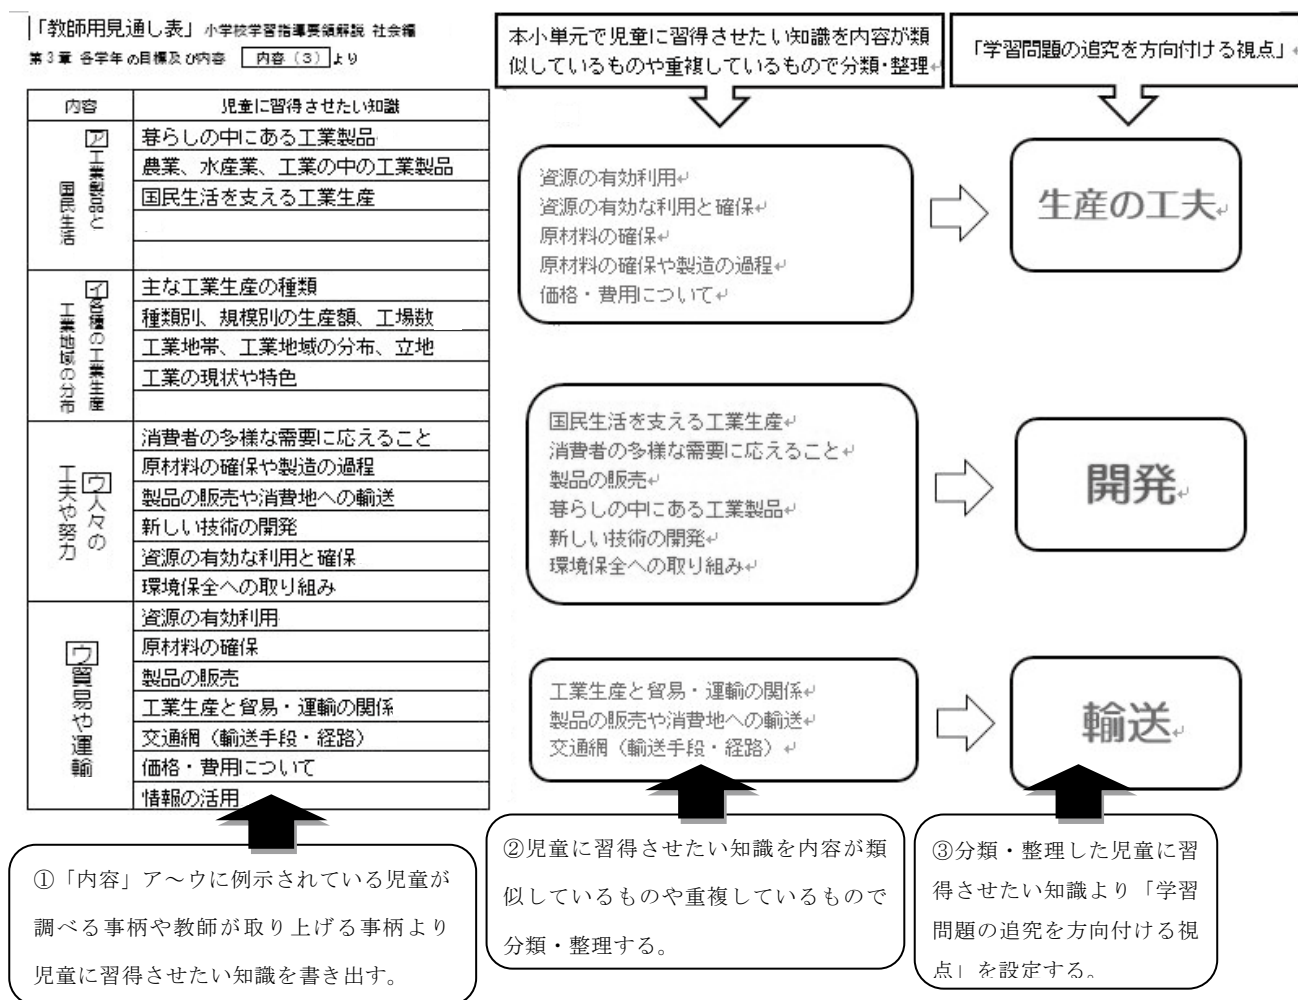 「教師用見通し表」小学校学習指導要領解説 社会編
第3章 各学年の目標及び内容 内容（3）より
内容
児童に習得させたい知識
ア工業製品と
国民生活
暮らしの中にある工業製品
農業、水産業、工業の中の工業製品
国民生活を支える工業生産
イ各種の工業生産
工業地域の分布
主な工業生産の種類
種類別、規模別の生産額、工場数
工業地帯、工業地域の分布、立地
工業の現状や特色
ウ人々の
工夫や努力
消費者の多様な需要に応えること
原材料の確保や製造の過程
製品の販売や消費地への輸送
新しい技術の開発
資源の有効な利用と確保
環境保全への取り組み
ウ貿易や運輸
資源の有効利用
原材料の確保
製品の販売
工業生産と貿易・運輸の関係
交通網（輸送手段・経路）
価格・費用について
情報の活用
①「内容」ア～ウに例示されている児童が
調べる事柄や教師が取り上げる事柄より
児童に習得させたい知識を書き出す。
本小単元で児童に習得させたい知識を内容が類
似しているものや重複しているもので分類・整理
資源の有効利用
資源の有効な利用と確保
原材料の確保
原材料の確保や製造の過程
価格・費用について
国民生活を支える工業生産
消費者の多様な需要に応えること
製品の販売
暮らしの中にある工業製品
新しい技術の開発
環境保全への取り組み
工業生産と貿易・運輸の関係
製品の販売や消費地への輸送
交通網（輸送手段・経路）
②児童に習得させたい知識を内容が類
似しているものや重複しているもので
分類・整理する。
「学習問題の追究を方向付ける視点」
生産の工夫
開発
輸送
③分類・整理した児童に習
得させたい知識より「学習
問題の追究を方向付ける視
点」を設定する。